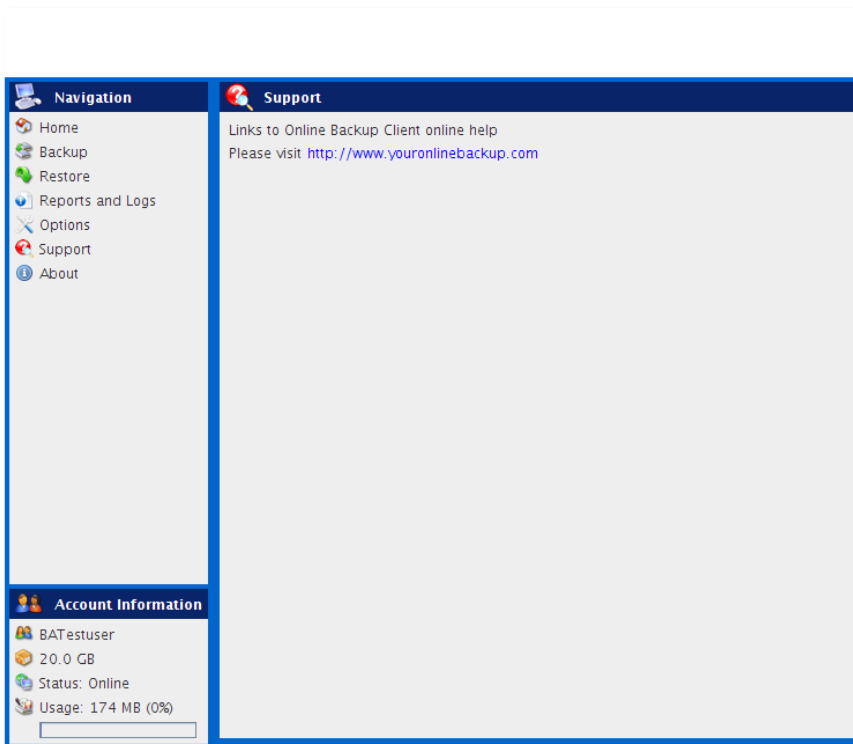 Navigation
Home
Backup
Restore
Reports and Logs
Options
Support
About
Account Information
BATestuser
20.0 GB
Status: Online
Usage: 174 MB (0%)
Support
Links to Online Backup Client online help
Please visit http://www.youronlinebackup.com